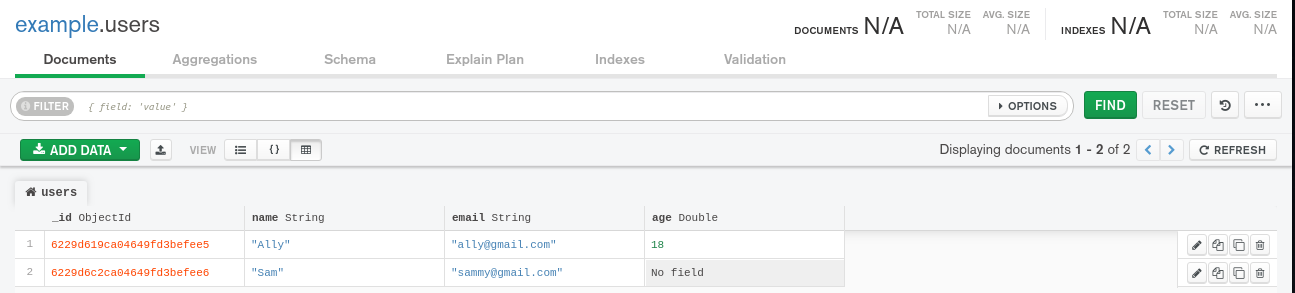 example.users
DOCUMENTS N/A TOTAL SIZE N/A AVG. SIZE N/A INDEXES N/A TOTAL SIZE N/A AVG. SIZE N/A
Documents Aggregations Schema Explain Plan Indexes Validation
FILTER { field: 'value' } OPTIONS FIND RESET
ADD DATA VIEW {} Displaying documents 1 - 2 of 2 REFRESH
users
_id ObjectId name String email String age Double
1 6229d619ca04649fd3befee5 "Ally" "ally@gmail.com" 18
2 6229d6c2ca04649fd3befee6 "Sam" "sammy@gmail.com" No field